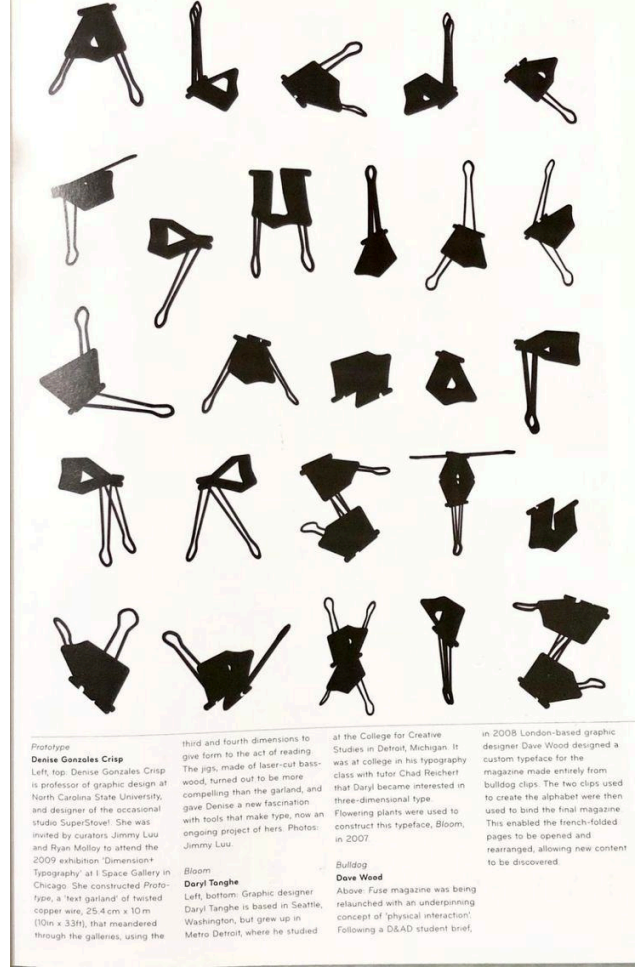 Prototype
Denise Gonzales Crisp
Left, top: Denise Gonzales Crisp
is professor of graphic design at
North Carolina State University,
and designer of the occasional
studio SuperStove!. She was
invited by curators Jimmy Luu
and Ryan Molloy to attend the
2009 exhibition 'Dimension+
Typography' at I Space Gallery in
Chicago. She constructed Proto-
type, a 'text garland' of twisted
copper wire, 25.4 cm x 10 m
(10in x 33ft), that meandered
through the galleries, using the
third and fourth dimensions to
give form to the act of reading.
The jigs, made of laser-cut bass-
wood, turned out to be more
compelling than the garland, and
gave Denise a new fascination
with tools that make type, now an
ongoing project of hers. Photos:
Jimmy Luu.
Bloom
Daryl Tanghe
Left, bottom: Graphic designer
Daryl Tanghe is based in Seattle,
Washington, but grew up in
Metro Detroit, where he studied
at the College for Creative
Studies in Detroit, Michigan. It
was at college in his typography
class with tutor Chad Reichert
that Daryl became interested in
three-dimensional type.
Flowering plants were used to
construct this typeface, Bloom,
in 2007.
Bulldog
Dave Wood
Above: Fuse magazine was being
relaunched with an underpinning
concept of 'physical interaction'.
Following a D&AD student brief,
in 2008 London-based graphic
designer Dave Wood designed a
custom typeface for the
magazine made entirely from
bulldog clips. The two clips used
to create the alphabet were then
used to bind the final magazine.
This enabled the french-folded
pages to be opened and
rearranged, allowing new content
to be discovered.